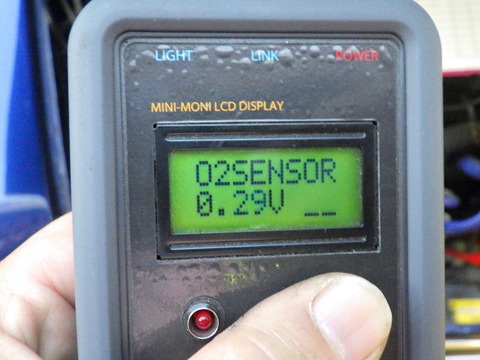 LIGHT LINK POWER
MINI-MONI LCD DISPLAY
O2SENSOR
0.29V __